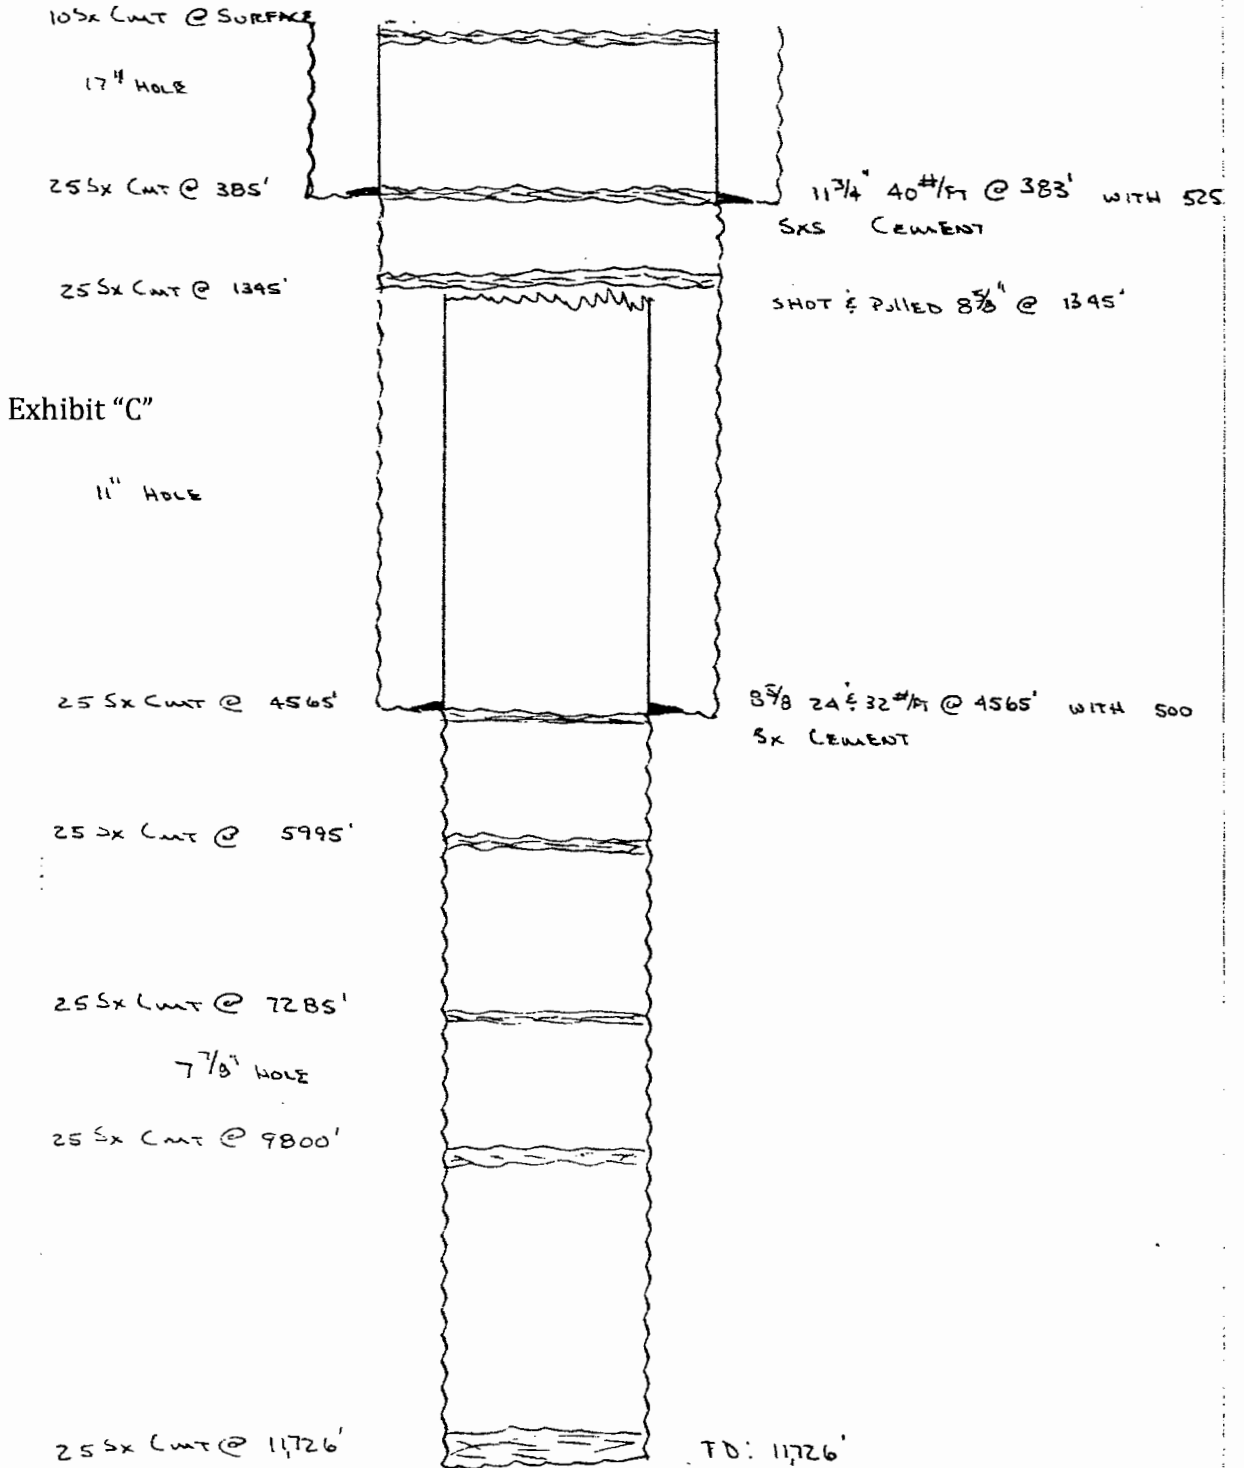 10 Sx Cmt @ Surface
17" Hole
25 Sx Cmt @ 385'
11 3/4" 40#/Ft @ 383' with 525
Sxs Cement
25 Sx Cmt @ 1345'
Shot & Pulled 8 5/8" @ 1345'
Exhibit “C”
11" Hole
25 Sx Cmt @ 4565'
8 5/8 24 & 32#/Ft @ 4565' with 500
Sx Cement
25 Sx Cmt @ 5995'
25 Sx Cmt @ 7285'
7 7/8" Hole
25 Sx Cmt @ 9800'
25 Sx Cmt @ 11,726'
TD: 11,726'